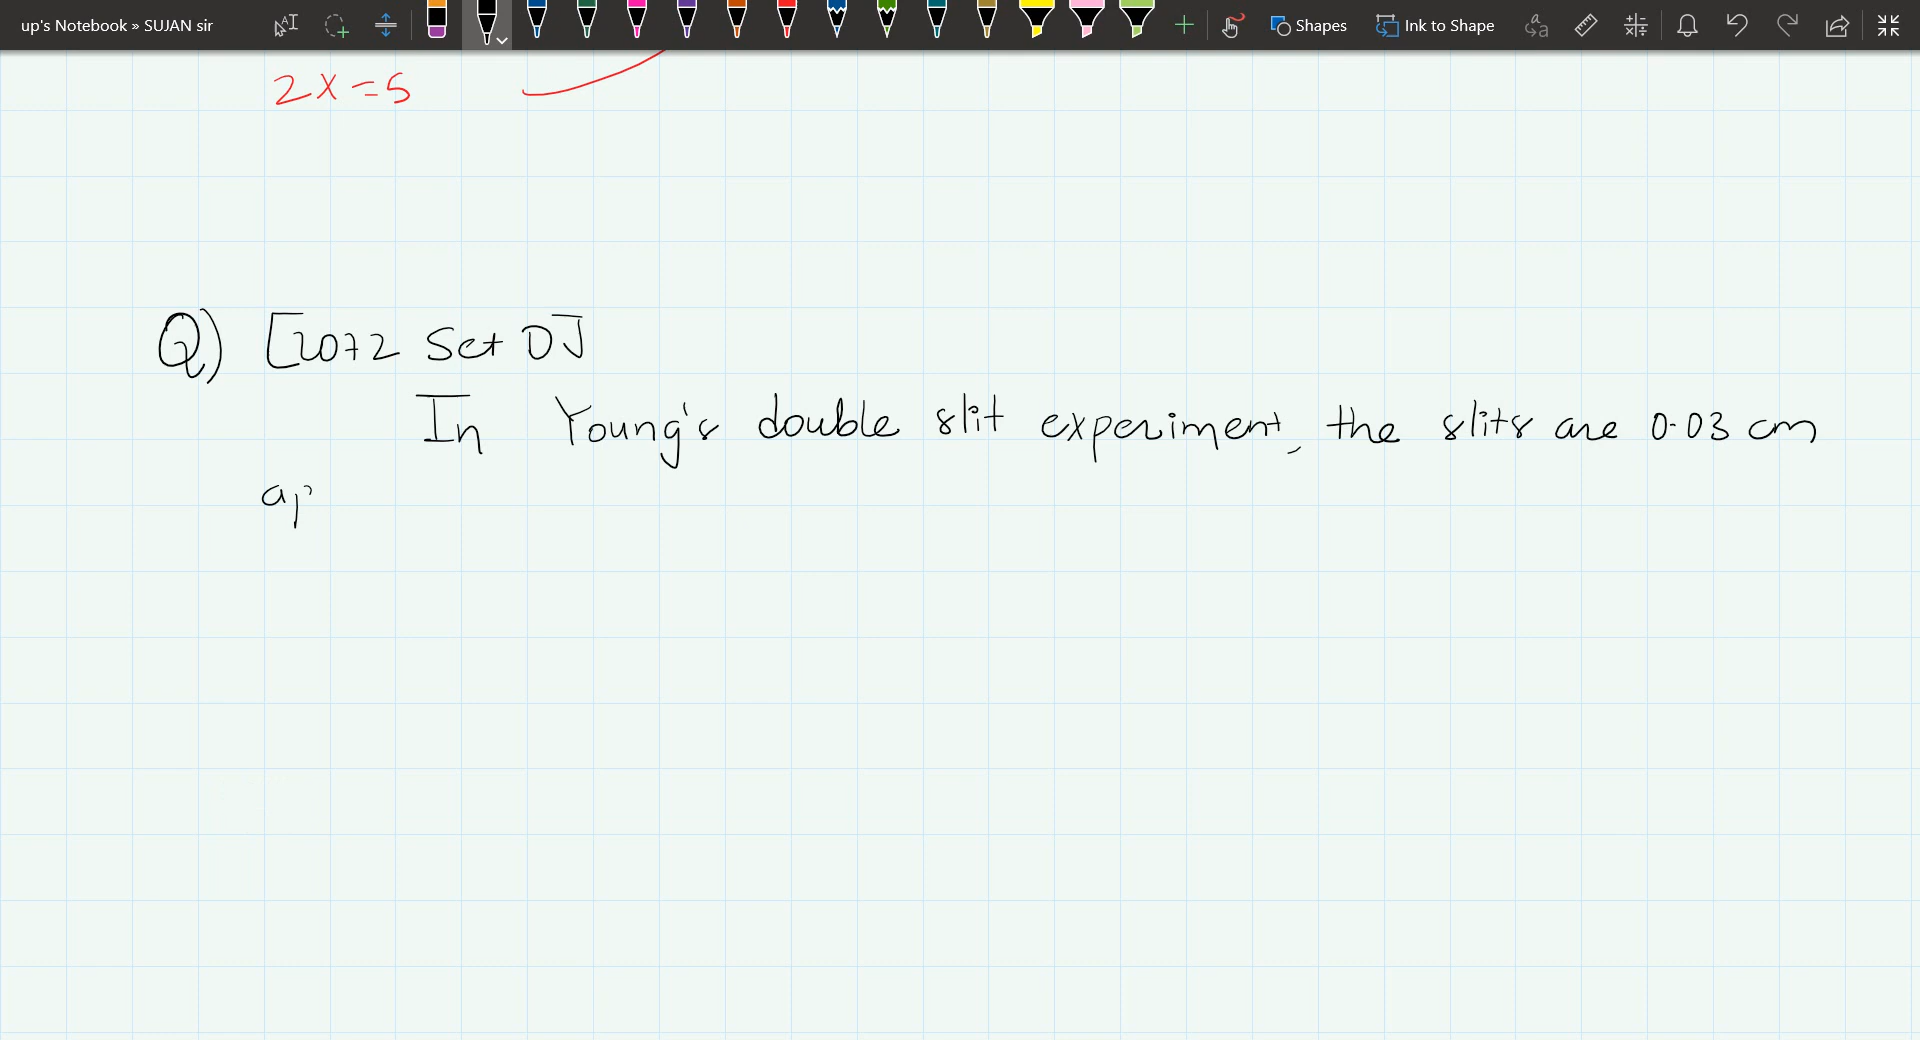 up's Notebook » SUJAN sir
Shapes
Ink to Shape
2x=5
Q) [2072 Set D]
In Young's double slit experiment, the slits are 0.03 cm
ap